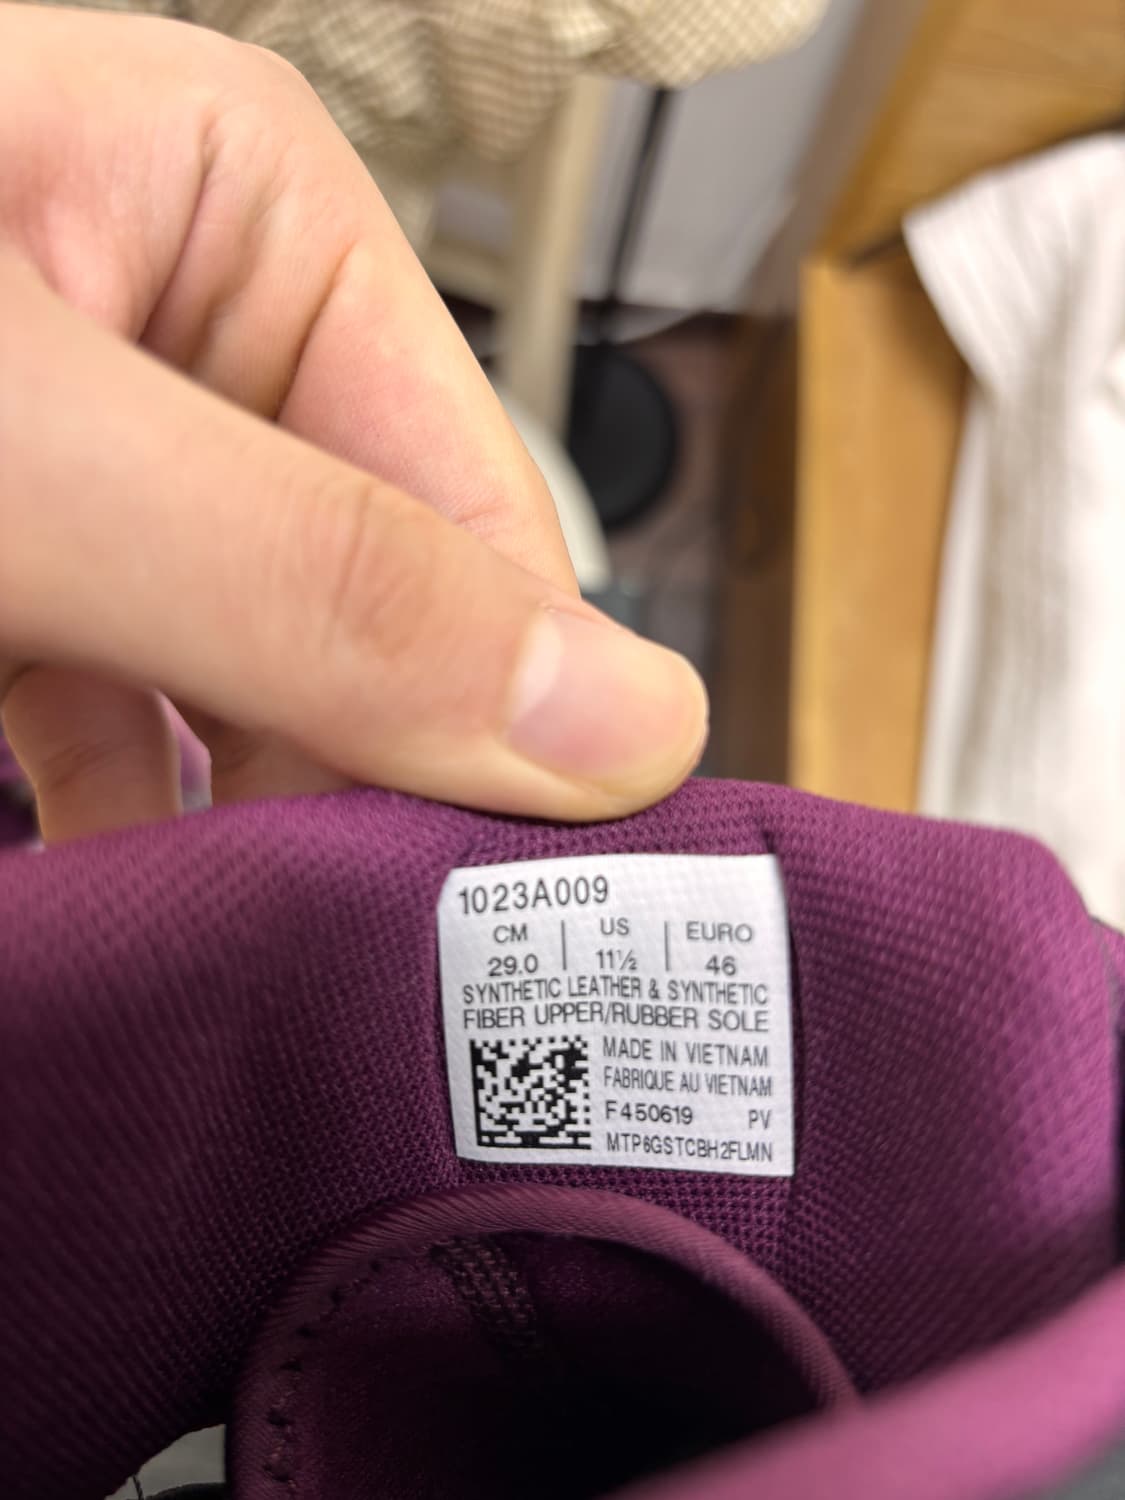 1023A009
CM | US | EURO
29.0 | 11½ | 46
SYNTHETIC LEATHER & SYNTHETIC
FIBER UPPER/RUBBER SOLE
MADE IN VIETNAM
FABRIQUE AU VIETNAM
F450619 PV
MTP6GSTCBH2FLMN